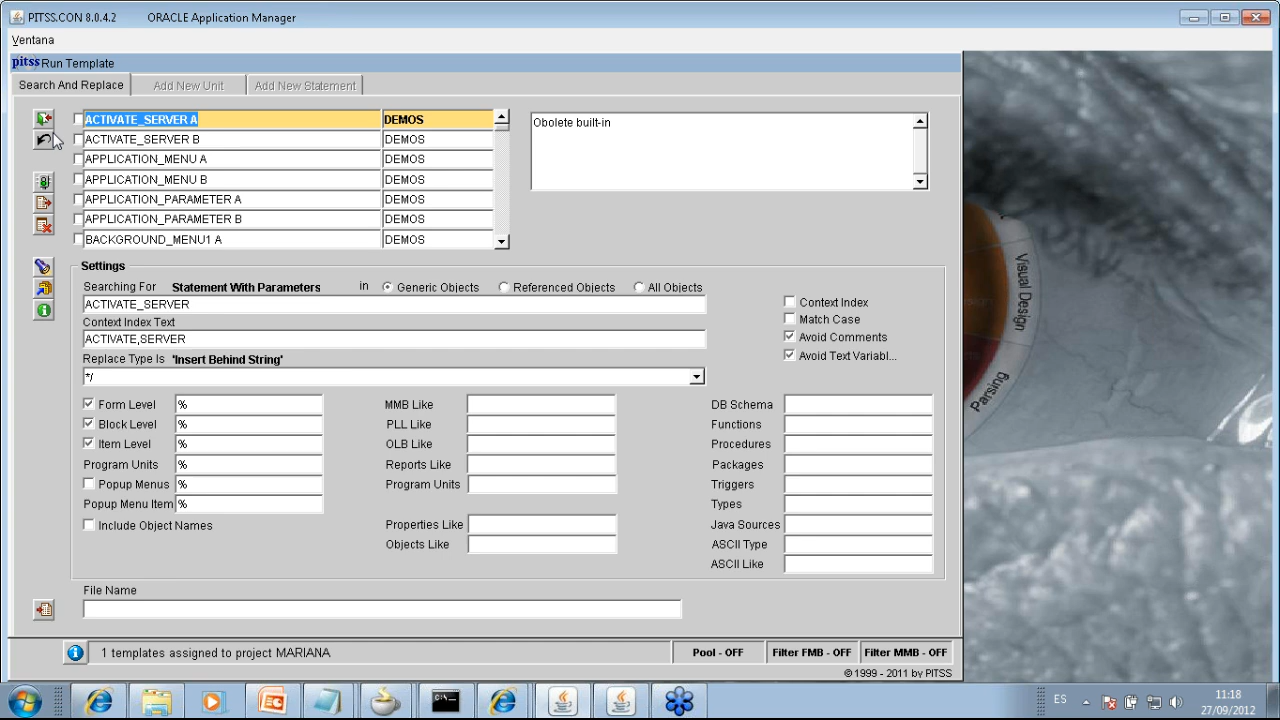 PITSS.CON 8.0.4.2 ORACLE Application Manager
Ventana
pitss Run Template
Search And Replace Add New Unit Add New Statement
ACTIVATE_SERVER A DEMOS
ACTIVATE_SERVER B DEMOS
APPLICATION_MENU A DEMOS
APPLICATION_MENU B DEMOS
APPLICATION_PARAMETER A DEMOS
APPLICATION_PARAMETER B DEMOS
BACKGROUND_MENU1 A DEMOS
Obolete built-in
Settings
Searching For Statement With Parameters in Generic Objects Referenced Objects All Objects
ACTIVATE_SERVER
Context Index Text
ACTIVATE,SERVER
Replace Type Is 'Insert Behind String'
*/
Context Index
Match Case
Avoid Comments
Avoid Text Variabl...
Form Level %
Block Level %
Item Level %
Program Units %
Popup Menus %
Popup Menu Item %
Include Object Names
MMB Like
PLL Like
OLB Like
Reports Like
Program Units
Properties Like
Objects Like
DB Schema
Functions
Procedures
Packages
Triggers
Types
Java Sources
ASCII Type
ASCII Like
File Name
1 templates assigned to project MARIANA
Pool - OFF Filter FMB - OFF Filter MMB - OFF
© 1999 - 2011 by PITSS
Visual Design
Parsing
C:\_
ES
11:18
27/09/2012